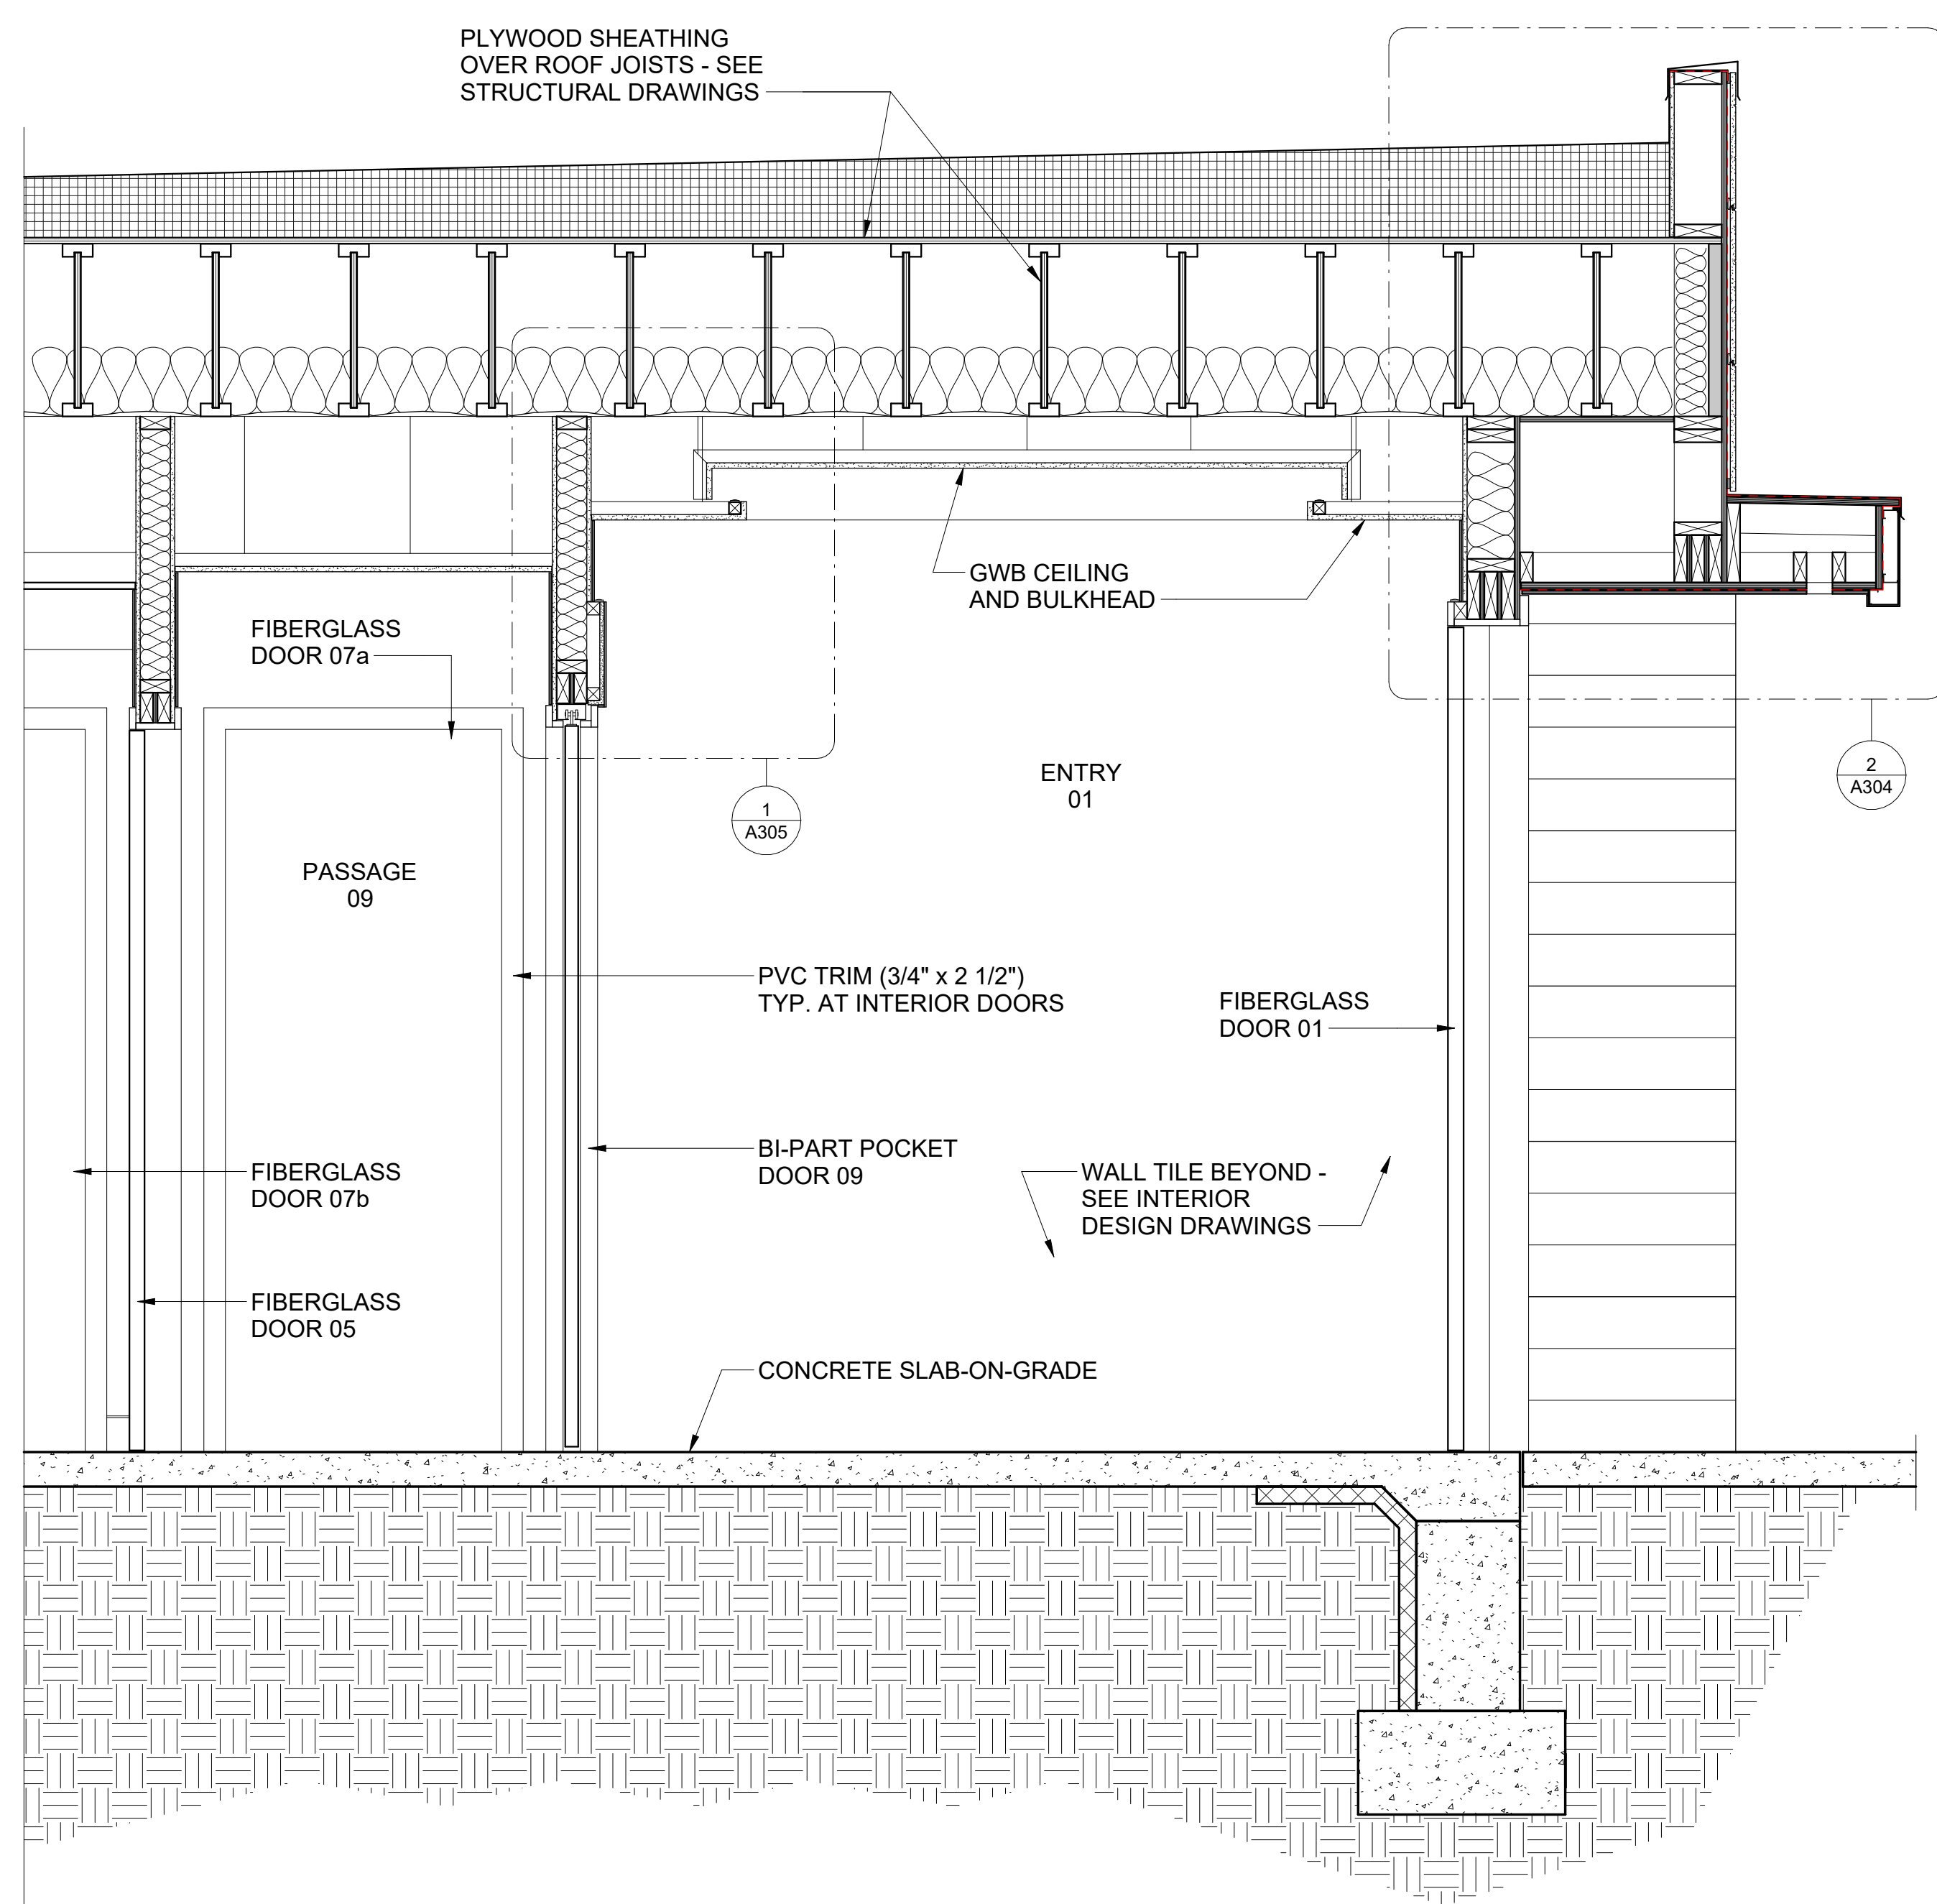 PLYWOOD SHEATHING
OVER ROOF JOISTS - SEE
STRUCTURAL DRAWINGS
GWB CEILING
AND BULKHEAD
FIBERGLASS
DOOR 07a
ENTRY
01
2
A304
1
A305
PASSAGE
09
PVC TRIM (3/4" x 2 1/2")
TYP. AT INTERIOR DOORS
FIBERGLASS
DOOR 01
BI-PART POCKET
DOOR 09
FIBERGLASS
DOOR 07b
WALL TILE BEYOND -
SEE INTERIOR
DESIGN DRAWINGS
FIBERGLASS
DOOR 05
CONCRETE SLAB-ON-GRADE